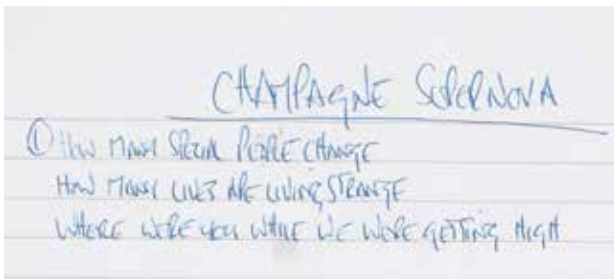 CHAMPAGNE SUPERNOVA
① HOW MANY SPECIAL PEOPLE CHANGE
HOW MANY LIVES ARE LIVING STRANGE
WHERE WERE YOU WHILE WE WERE GETTING HIGH